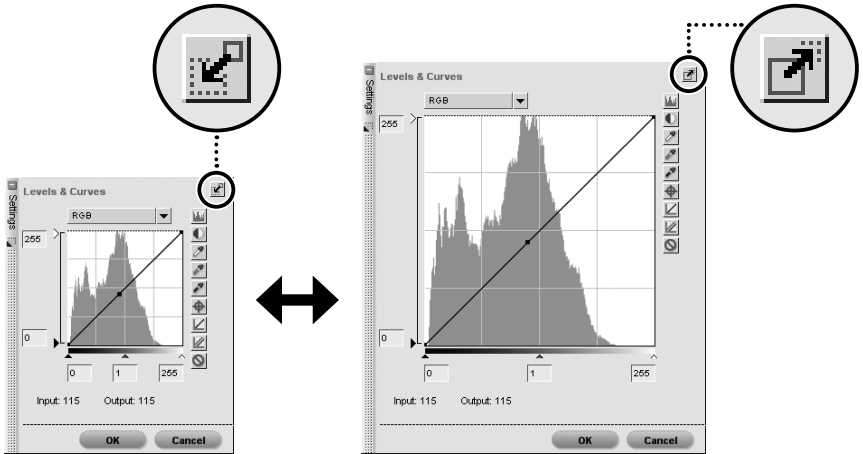 Levels & Curves
Settings
RGB
255
0
0 1 255
Input: 115 Output: 115
OK Cancel
Levels & Curves
Settings
RGB
255
0
0 1 255
Input: 115 Output: 115
OK Cancel